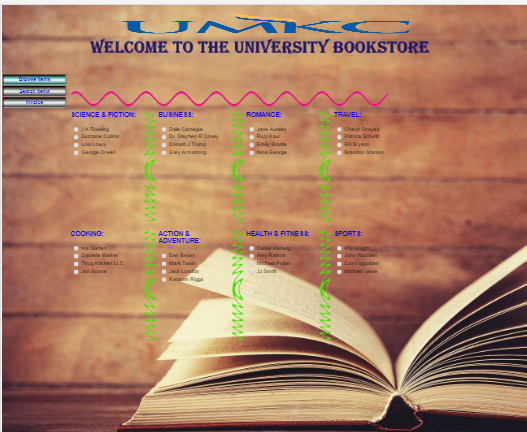 UMKC
WELCOME TO THE UNIVERSITY BOOKSTORE
Browse Items
Search Items
Invoice
SCIENCE & FICTION:
J K Rowling
Suzzane Collins
Lois Lowry
George Orwell
BUSINESS:
Dale Carnegie
Dr. Stephen R Covey
Donald J Trump
Gary Armstrong
ROMANCE:
Jane Austen
Rupi Kaur
Emily Bronte
Nina George
TRAVEL:
Cheryl Strayed
Patricia Schultz
Bill Bryson
Brandon Stanton
COOKING:
Ina Garten
Danielle Walker
Thug Kitchen LLC
Jon Bonne
ACTION &
ADVENTURE:
Dan Brown
Mark Twain
Jack London
Ransom Riggs
HEALTH & FITNESS:
Dallas Hartwig
Amy Ramos
Michael Pollan
JJ Smith
SPORTS:
Phil Knight
John Wooden
Conn Iggulden
Michael Lewis